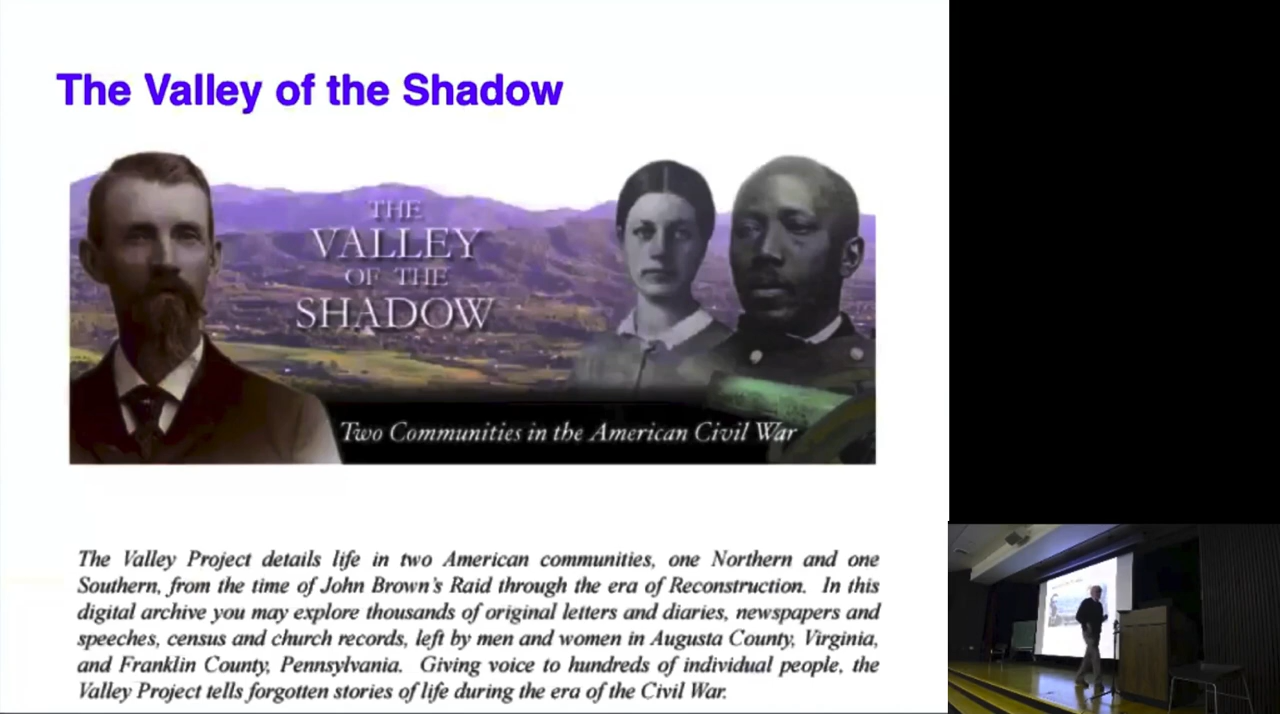 The Valley of the Shadow
THE
VALLEY
OF THE
SHADOW
Two Communities in the American Civil War
The Valley Project details life in two American communities, one Northern and one
Southern, from the time of John Brown's Raid through the era of Reconstruction. In this
digital archive you may explore thousands of original letters and diaries, newspapers and
speeches, census and church records, left by men and women in Augusta County, Virginia,
and Franklin County, Pennsylvania. Giving voice to hundreds of individual people, the
Valley Project tells forgotten stories of life during the era of the Civil War.